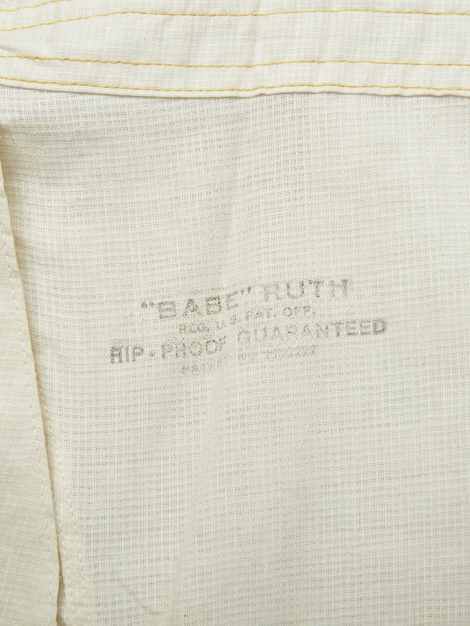 "BABE" RUTH
REG. U. S. PAT. OFF.
RIP-PROOF GUARANTEED